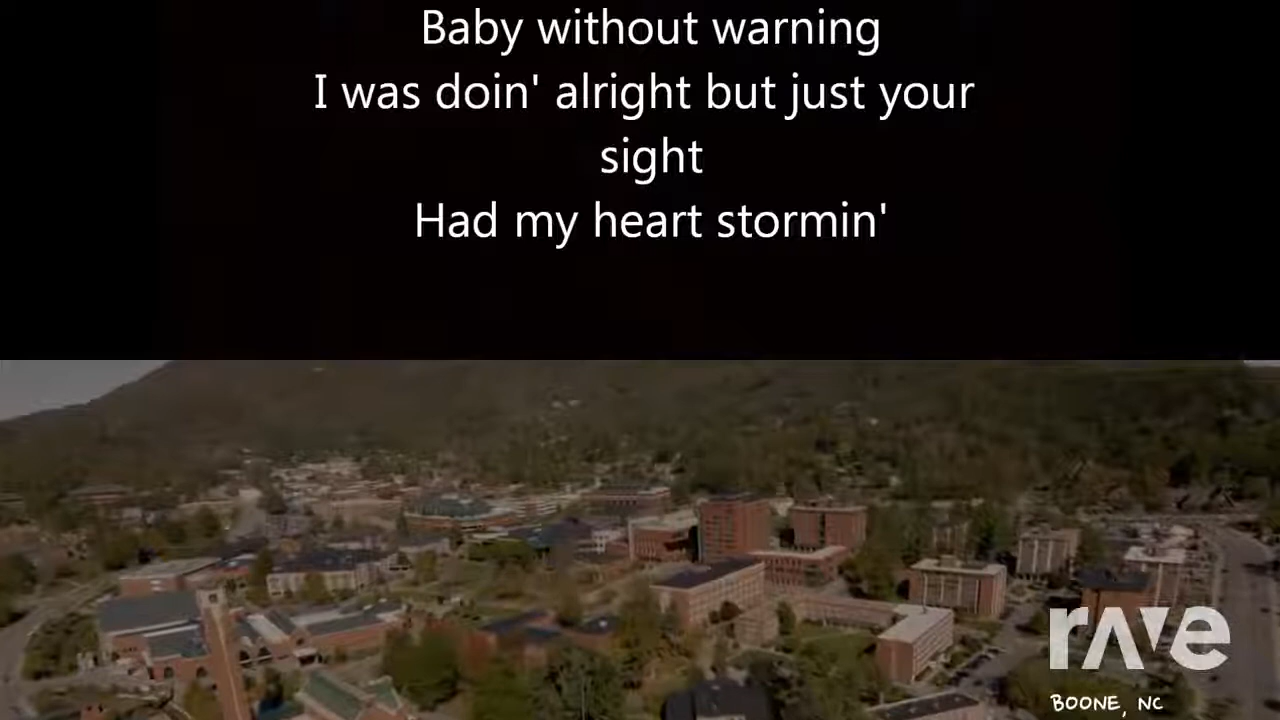 Baby without warning
I was doin' alright but just your
sight
Had my heart stormin'
rave
BOONE, NC